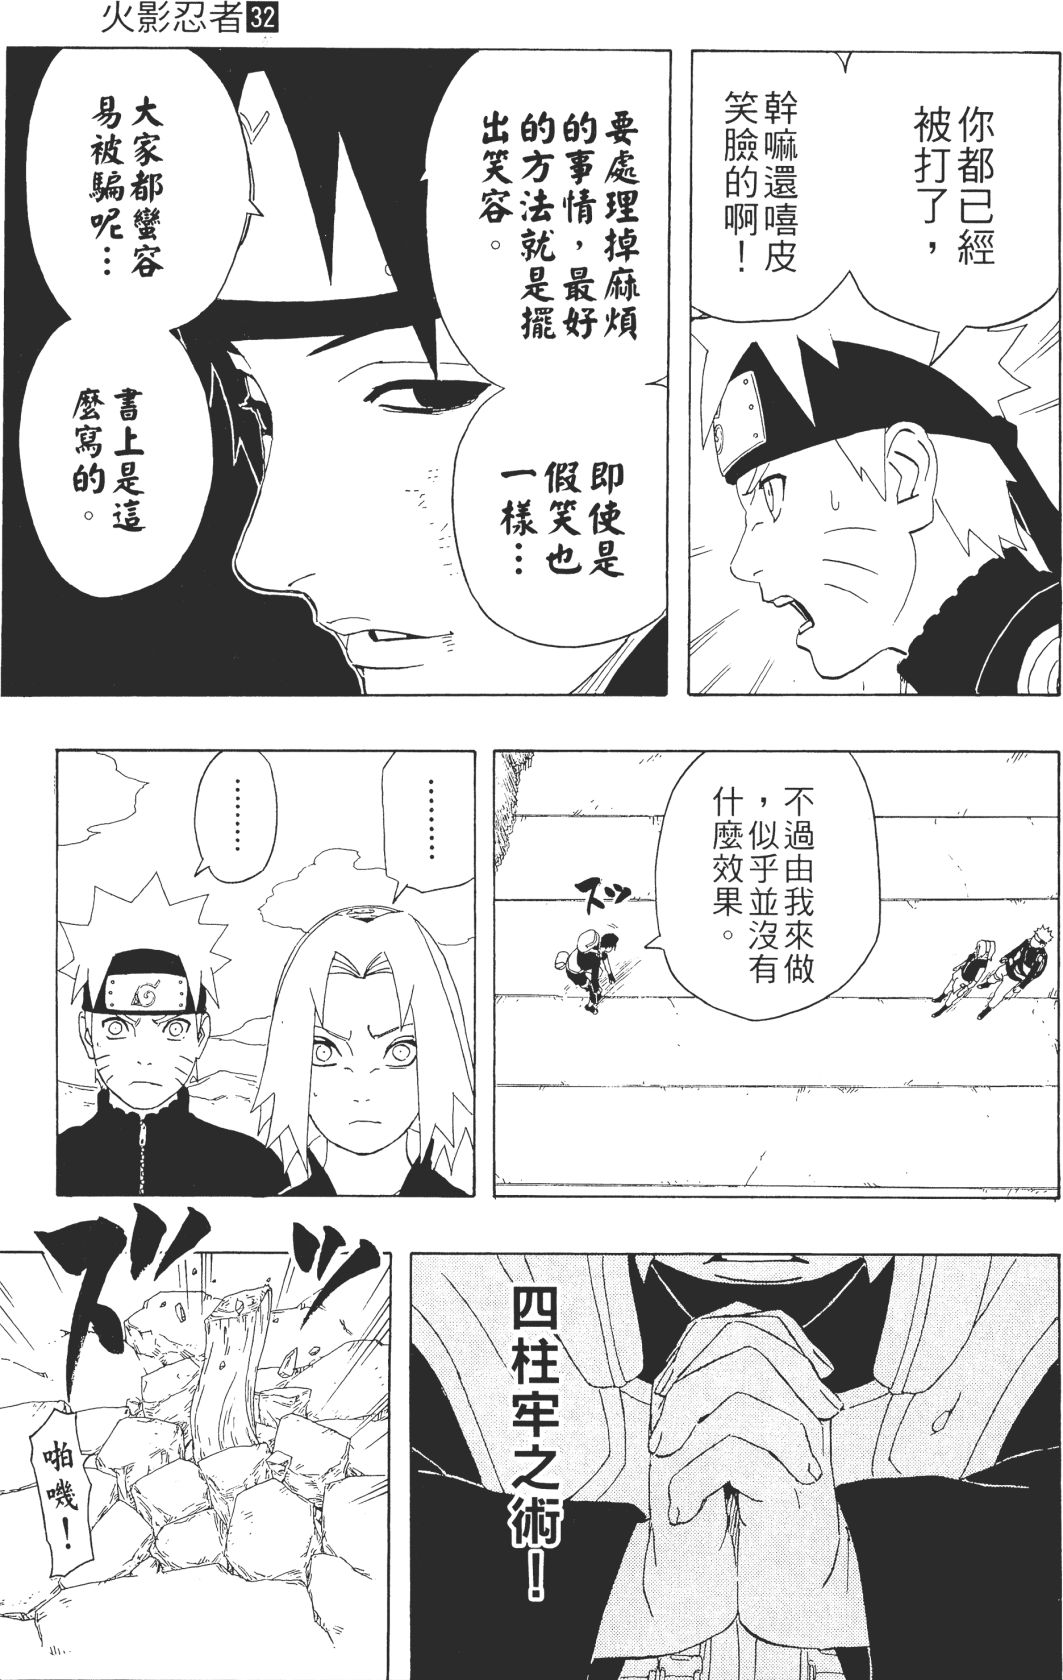 火影忍者32
你都已經
被打了，
幹嘛還嘻皮
笑臉的啊！
要處理掉麻煩
的事情，最好
的方法就是擺
出笑容。
即使是
假笑也
一樣…
大家都蠻容
易被騙呢…
書上是這
麼寫的。
不過由我來做
，似乎並沒有
什麼效果。
ズッ
………
………
四柱牢之術！
ズッッ
啪嘰！